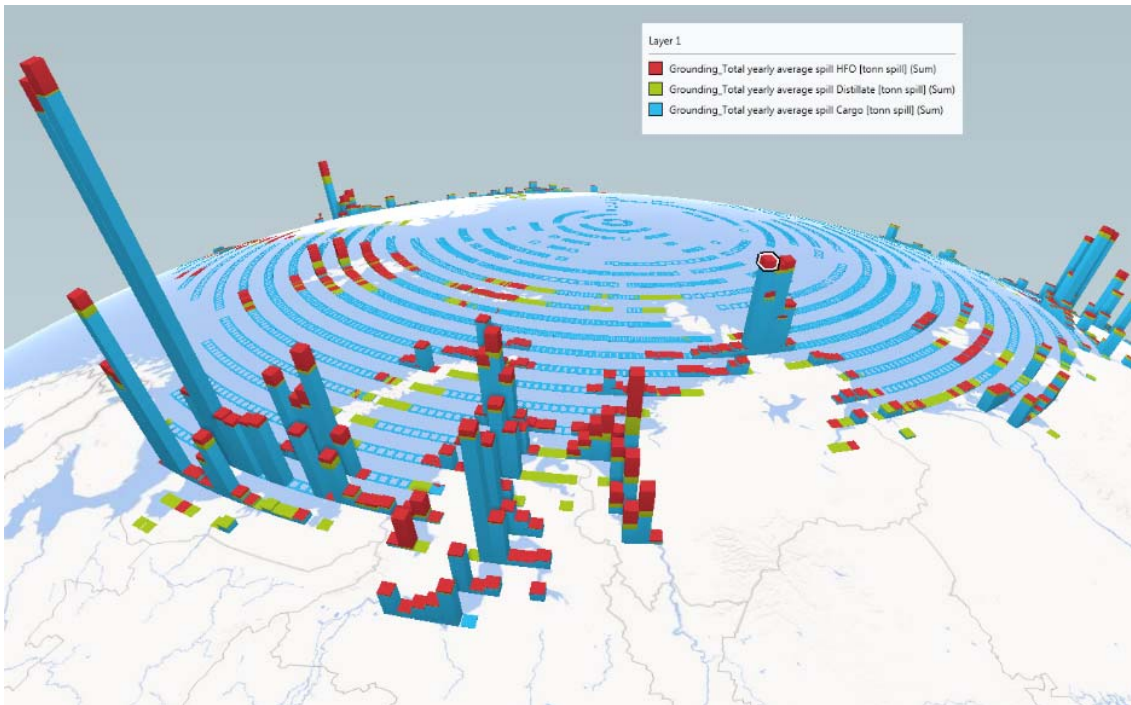 Layer 1
Grounding_Total yearly average spill HFO [tonn spill] (Sum)
Grounding_Total yearly average spill Distillate [tonn spill] (Sum)
Grounding_Total yearly average spill Cargo [tonn spill] (Sum)